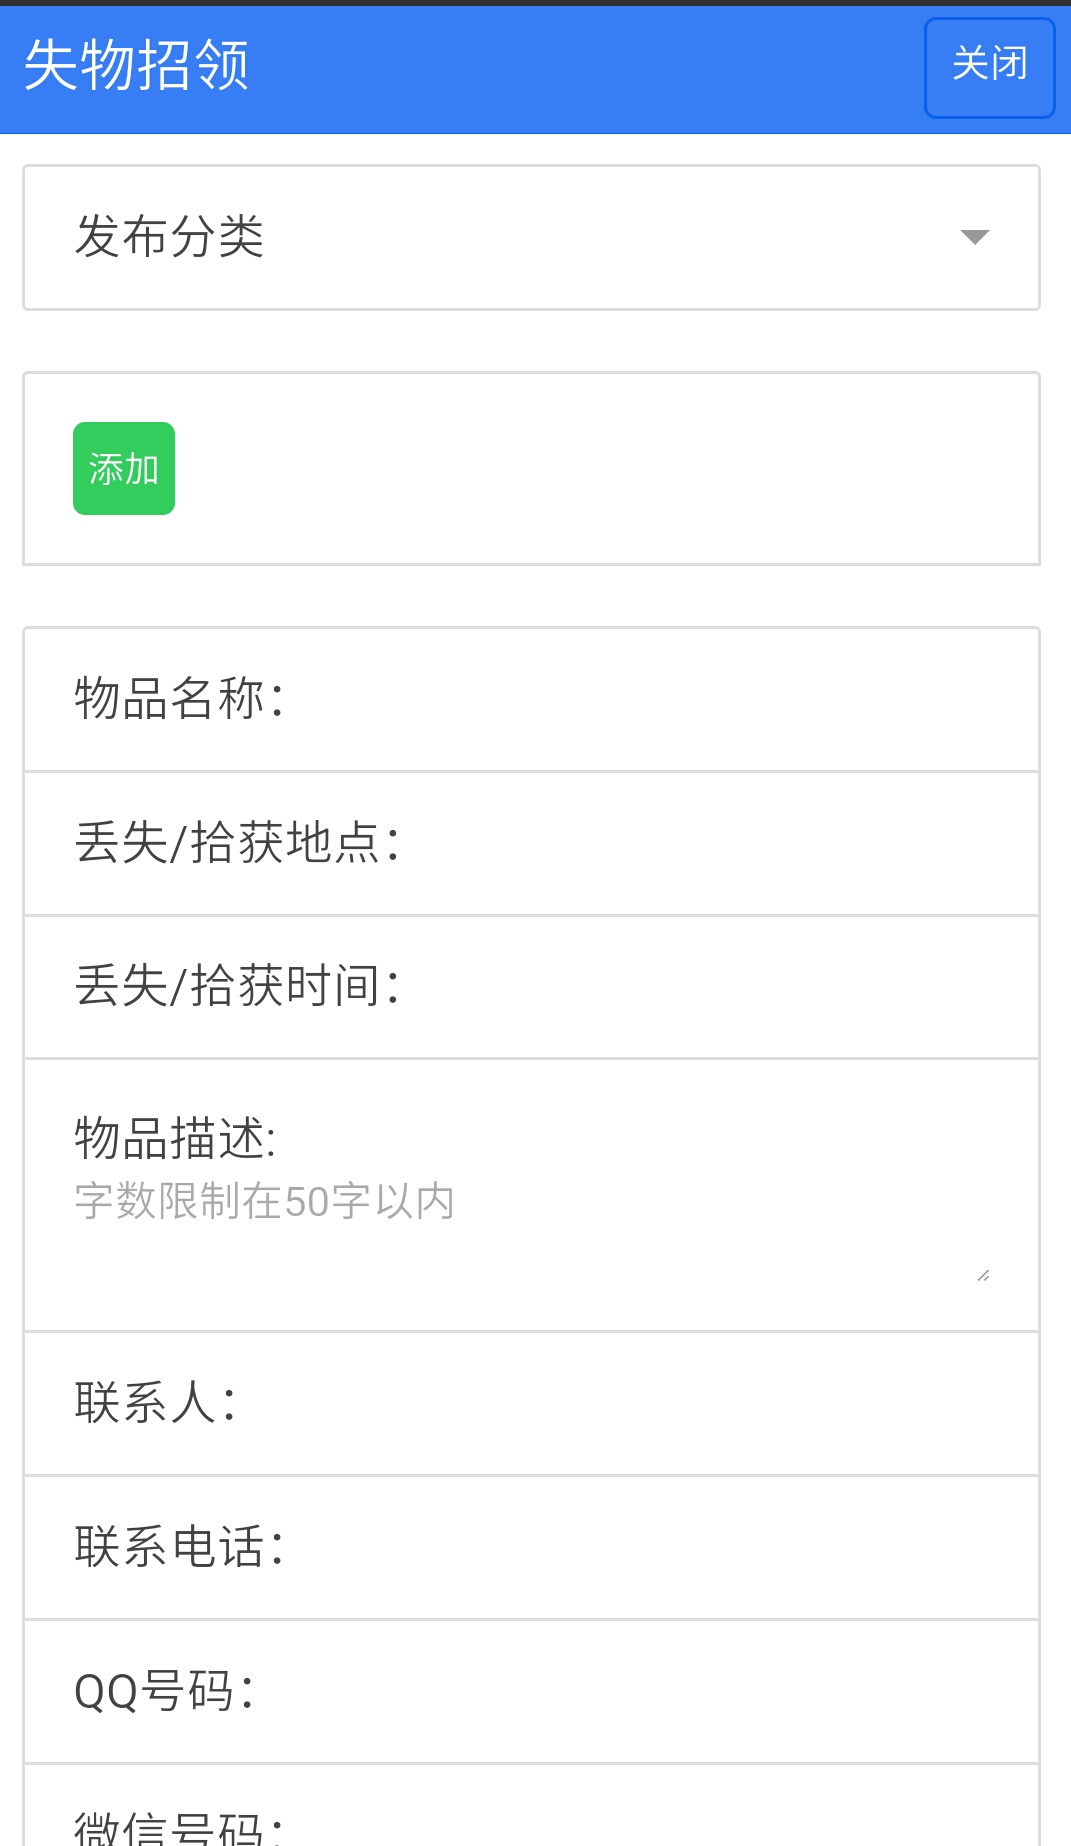 失物招领
关闭
发布分类
添加
物品名称：
丢失/拾获地点：
丢失/拾获时间：
物品描述:
字数限制在50字以内
联系人：
联系电话：
QQ号码：
微信号码：